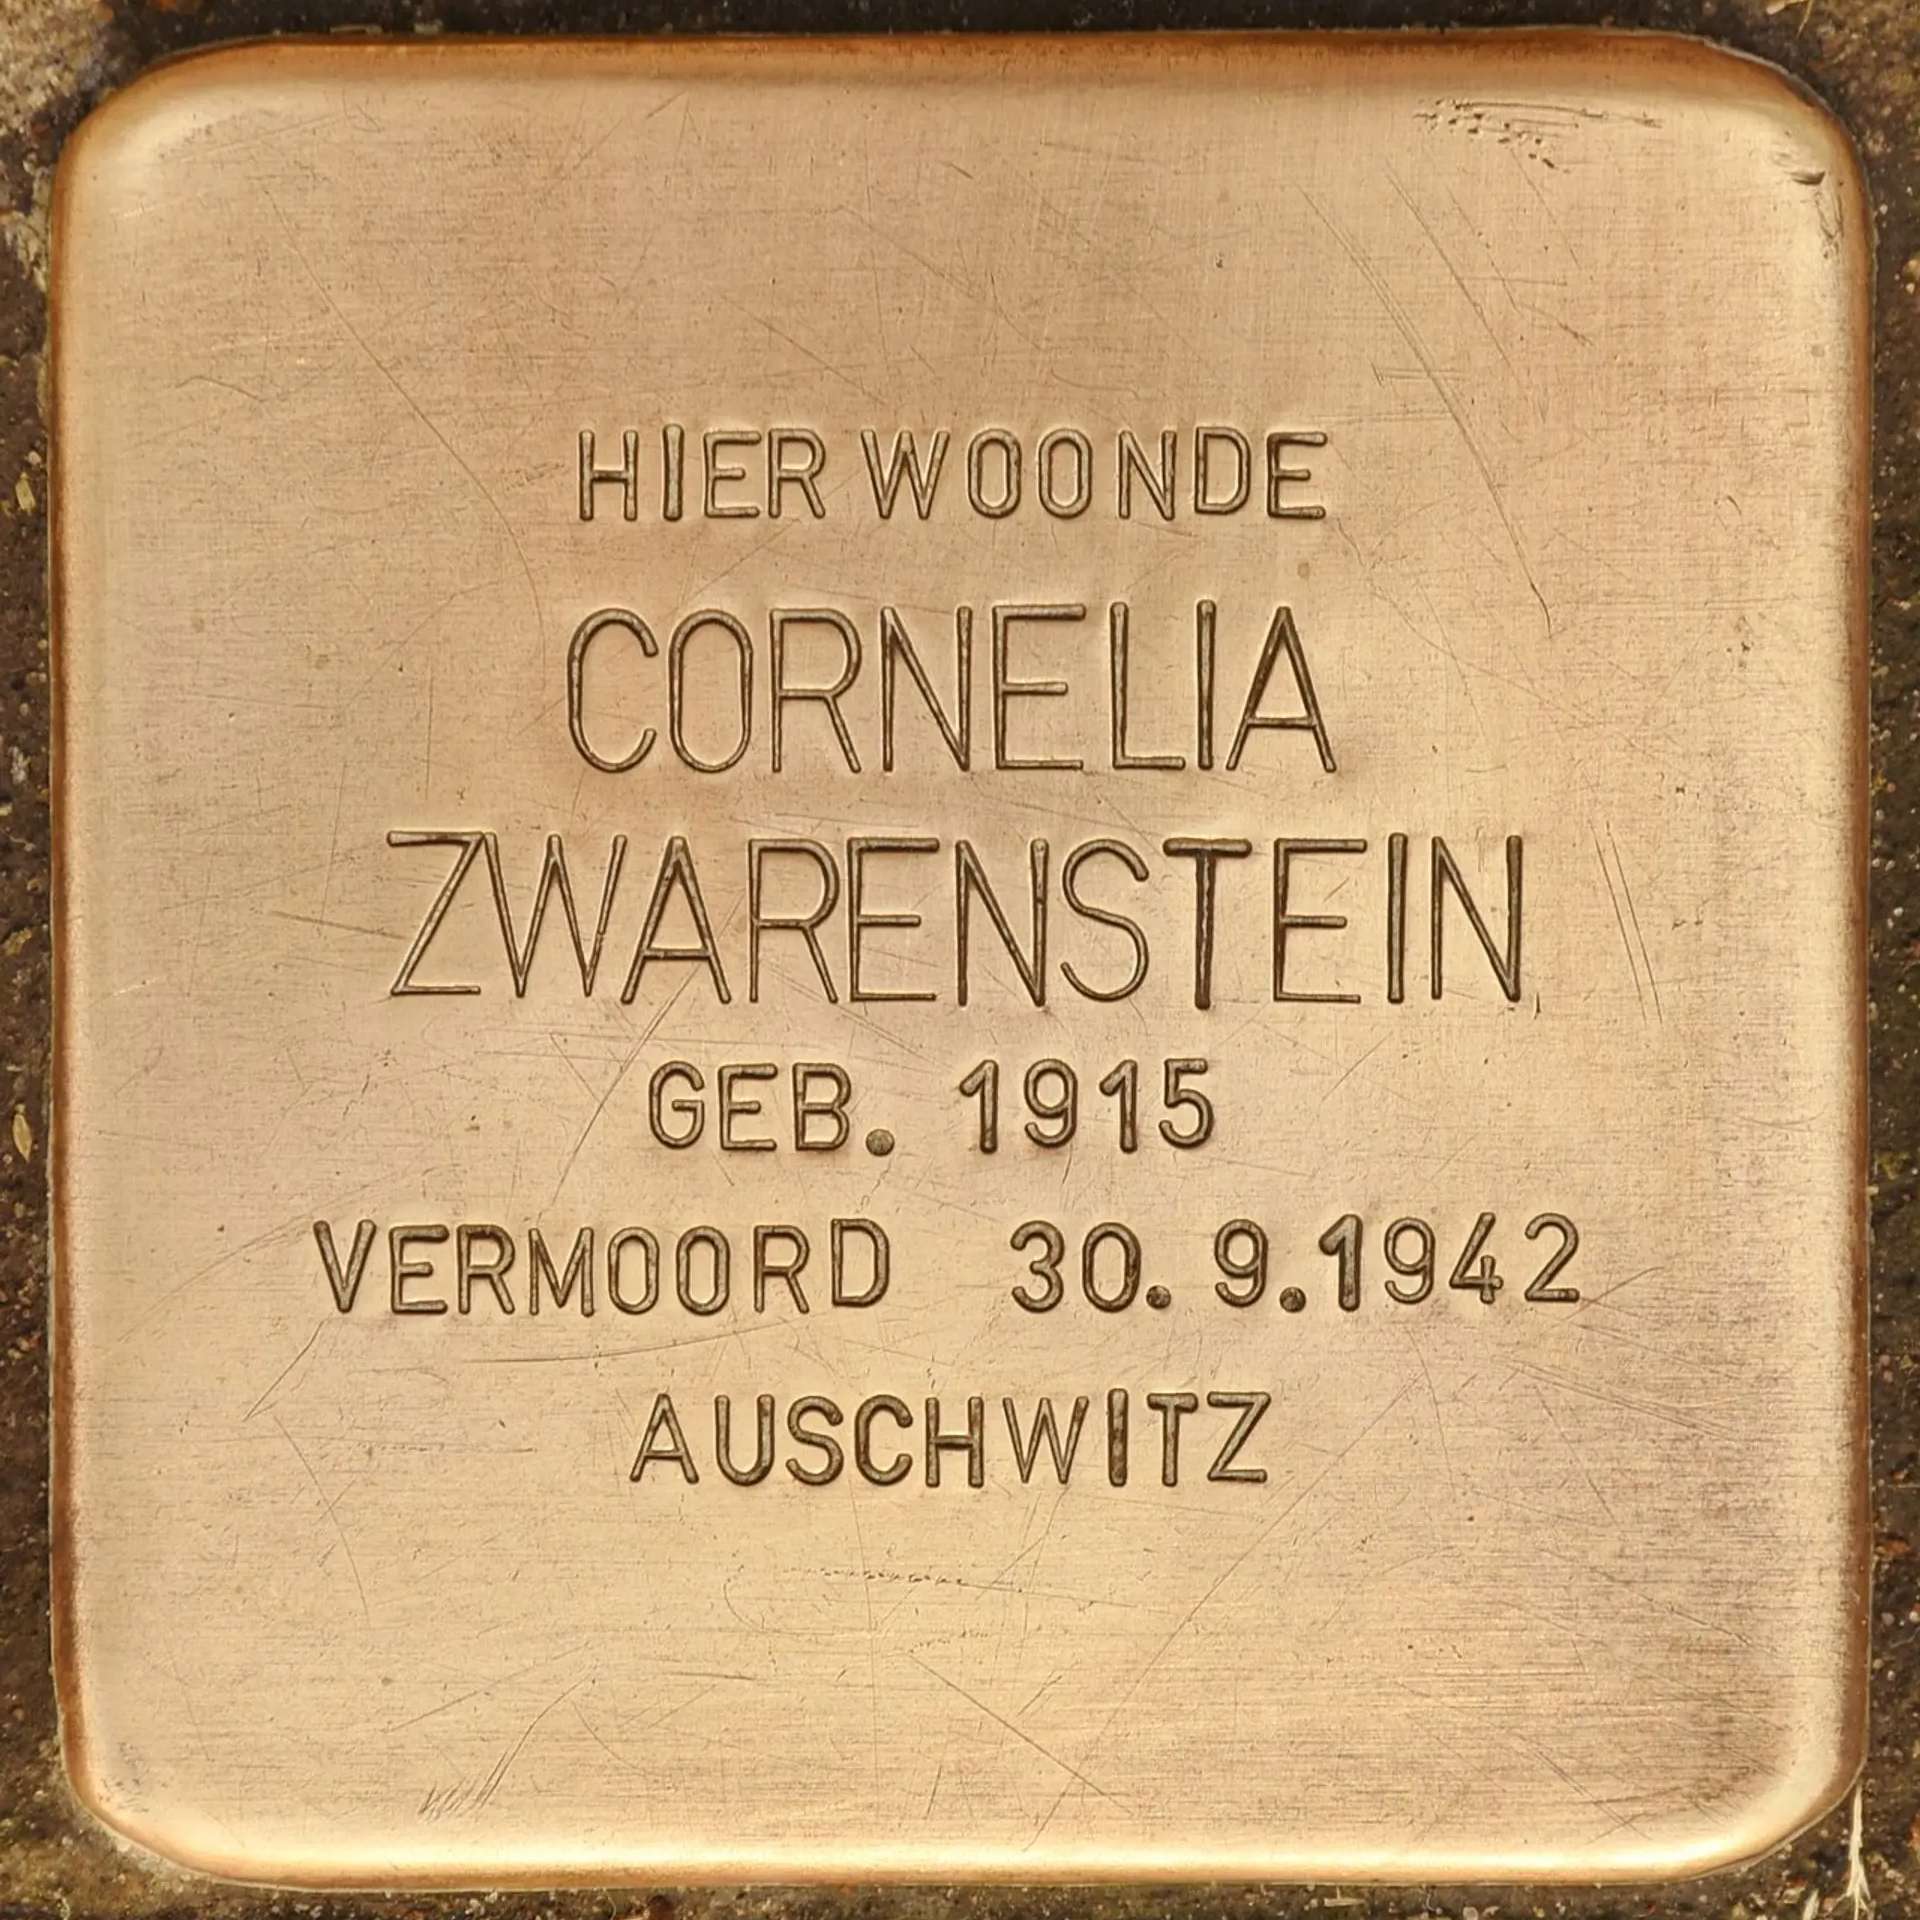 HIER WOONDE
CORNELIA
ZWARENSTEIN
GEB. 1915
VERMOORD 30.9.1942
AUSCHWITZ